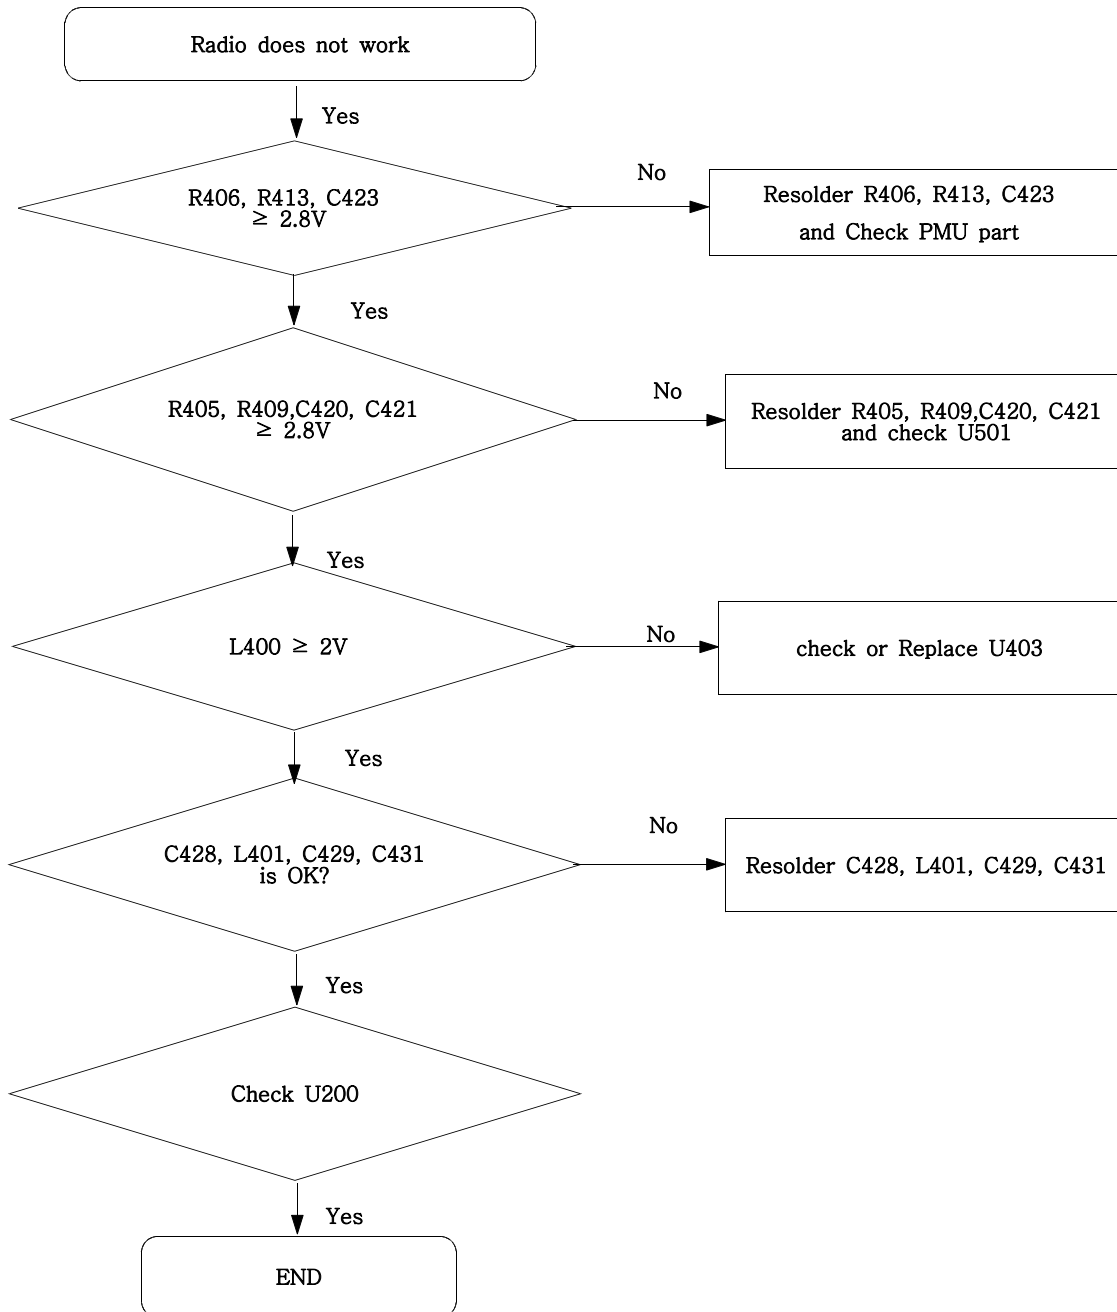 Radio does not work
Yes
R406, R413, C423
≥ 2.8V
No
Resolder R406, R413, C423
and Check PMU part
Yes
R405, R409,C420, C421
≥ 2.8V
No
Resolder R405, R409,C420, C421
and check U501
Yes
L400 ≥ 2V
No
check or Replace U403
Yes
C428, L401, C429, C431
is OK?
No
Resolder C428, L401, C429, C431
Yes
Check U200
Yes
END